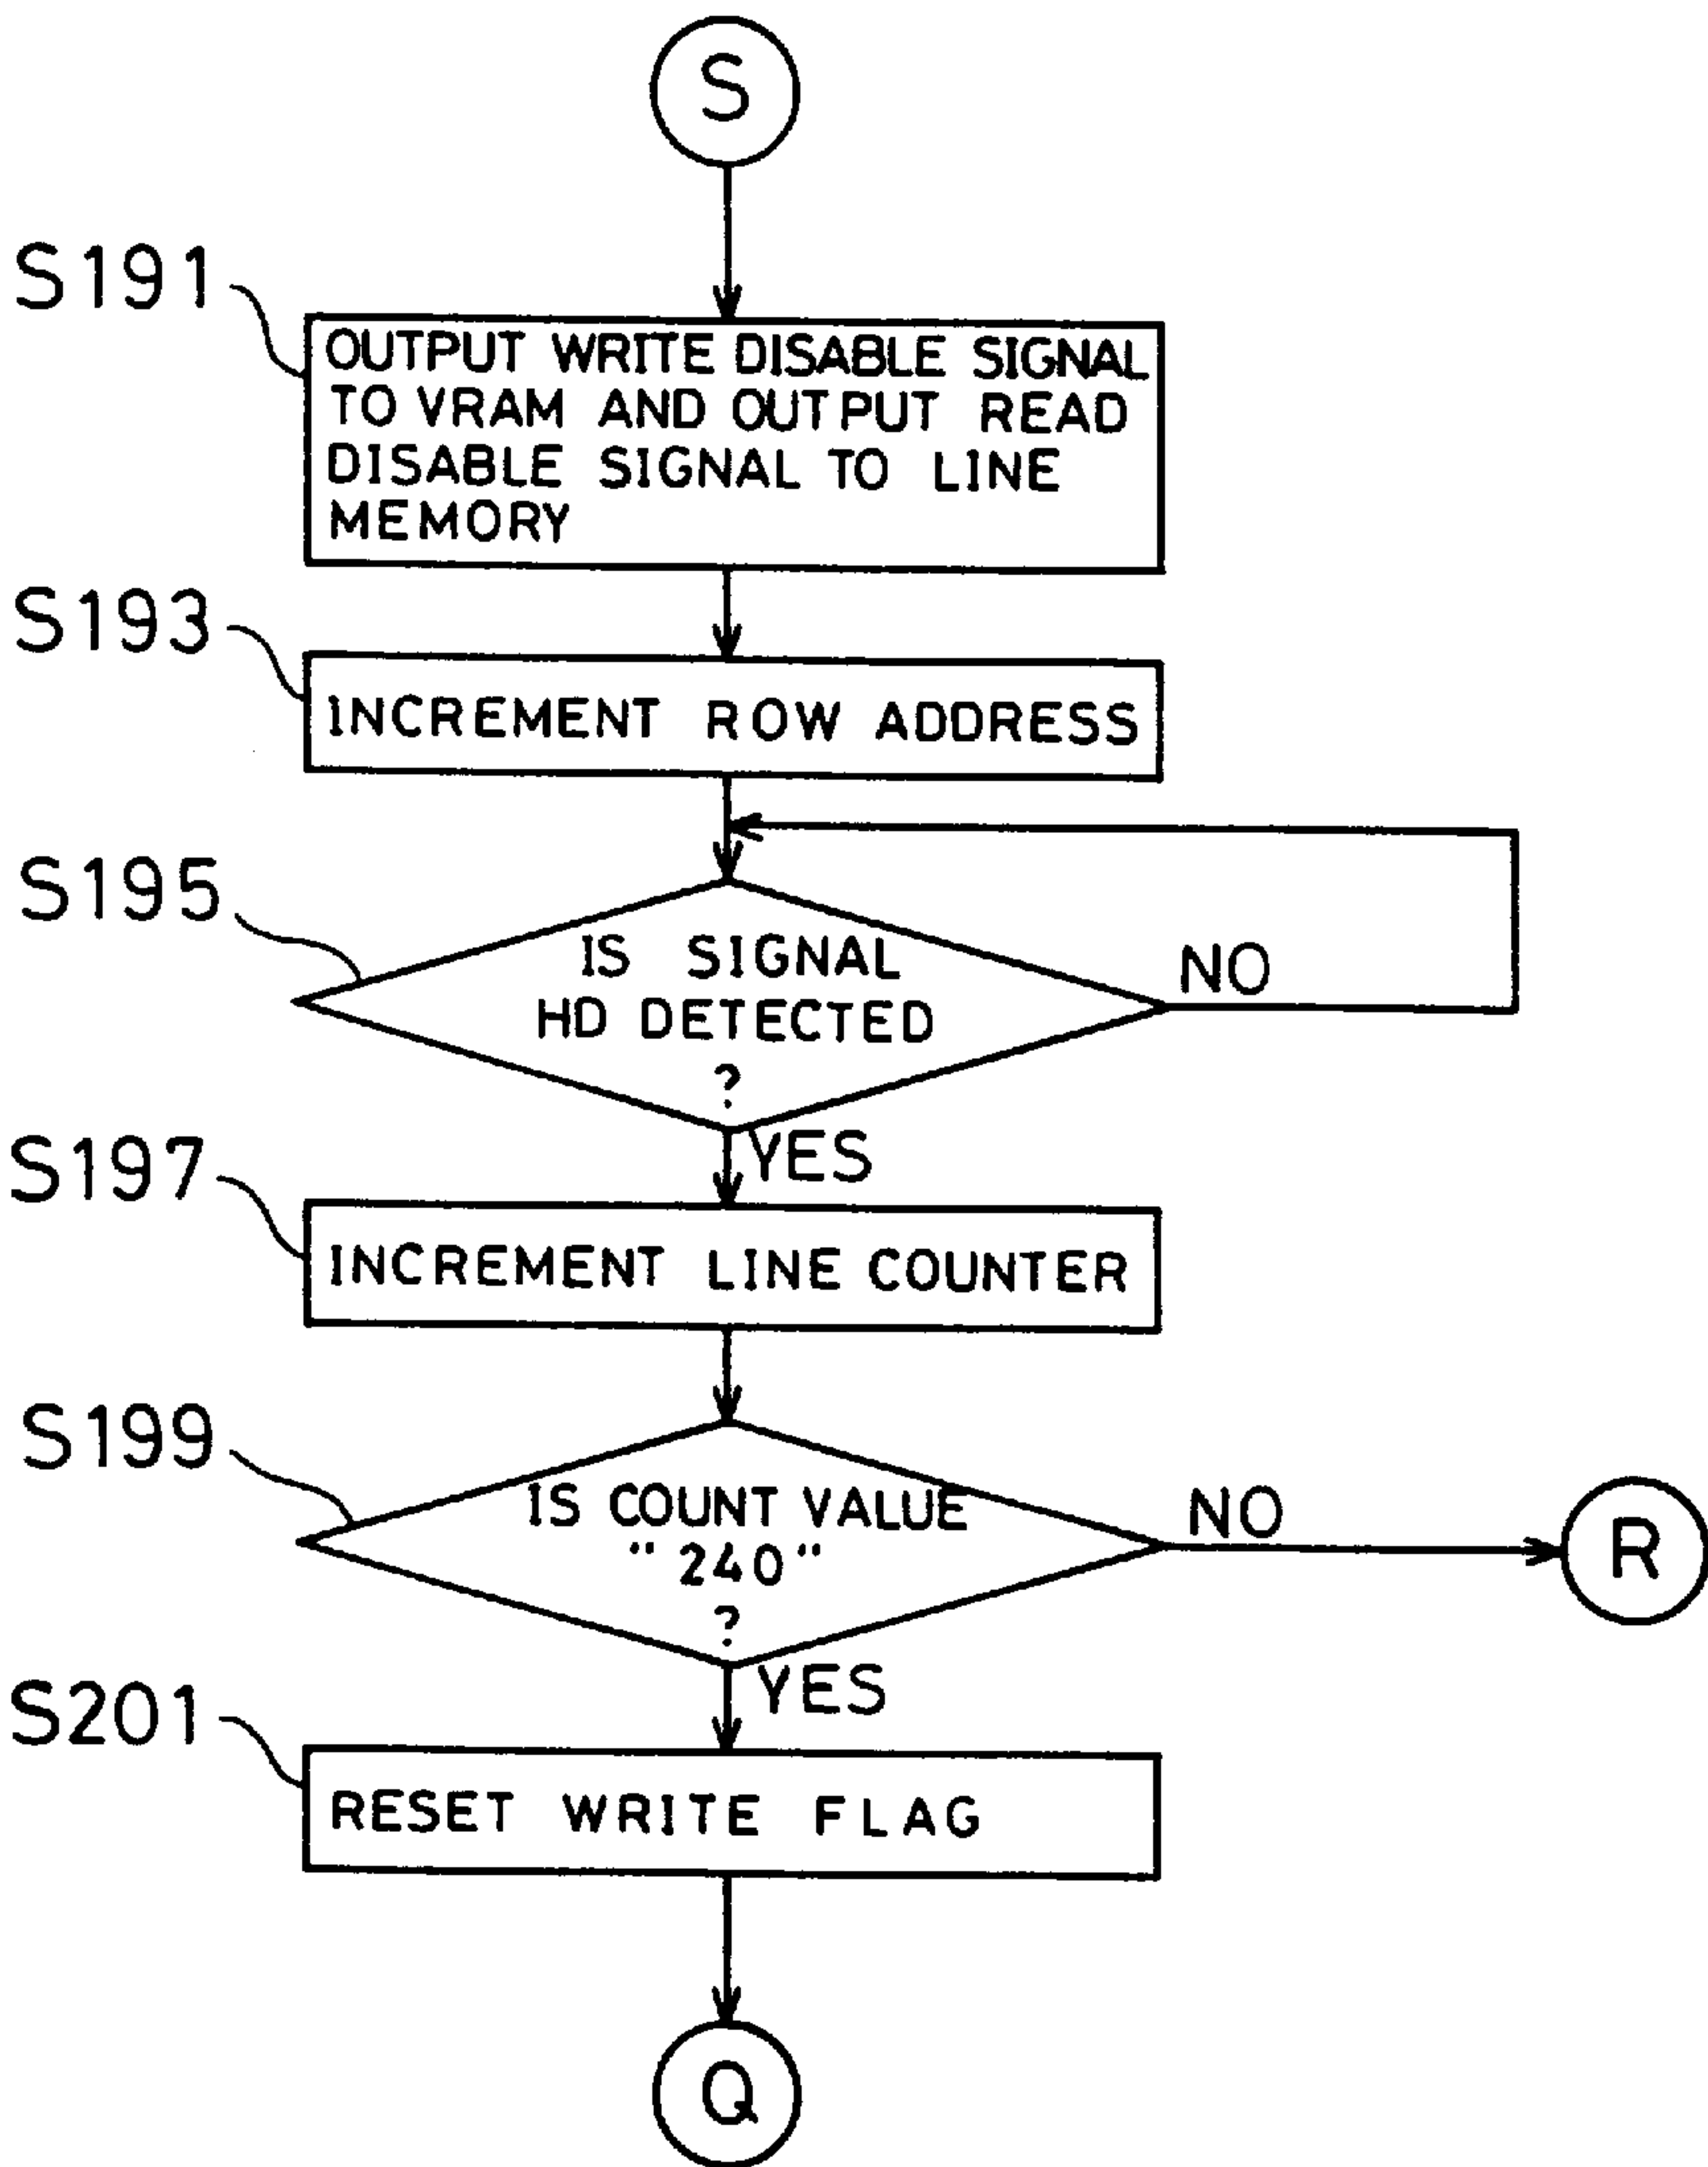 S
S191
OUTPUT WRITE DISABLE SIGNAL
TO VRAM AND OUTPUT READ
DISABLE SIGNAL TO LINE
MEMORY
S193
INCREMENT ROW ADDRESS
S195
IS SIGNAL
HD DETECTED
?
NO
YES
S197
INCREMENT LINE COUNTER
S199
IS COUNT VALUE
"240"
?
NO
R
YES
S201
RESET WRITE FLAG
Q